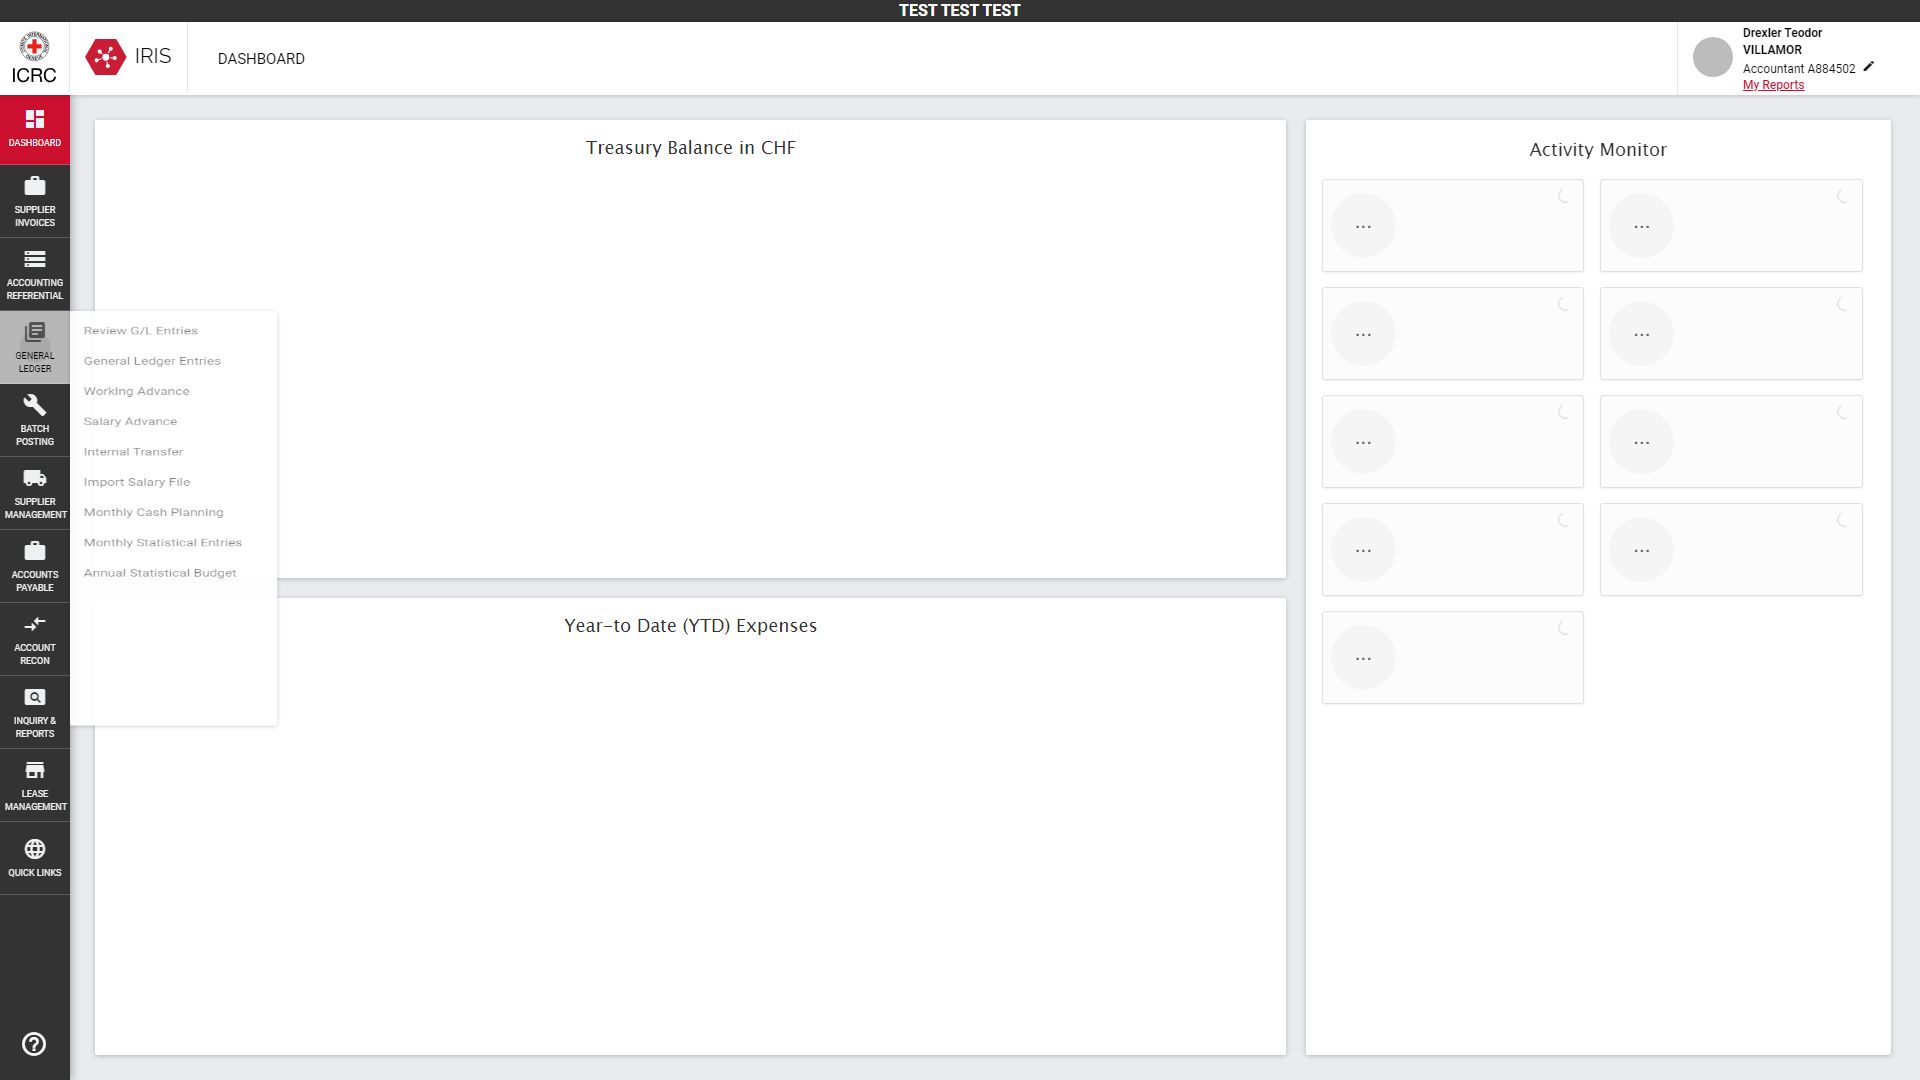 TEST TEST TEST
ICRC
IRIS
DASHBOARD
Drexler Teodor
VILLAMOR
Accountant A884502
My Reports
DASHBOARD
SUPPLIER
INVOICES
ACCOUNTING
REFERENTIAL
GENERAL
LEDGER
BATCH
POSTING
SUPPLIER
MANAGEMENT
ACCOUNTS
PAYABLE
ACCOUNT
RECON
INQUIRY &
REPORTS
LEASE
MANAGEMENT
QUICK LINKS
Review G/L Entries
General Ledger Entries
Working Advance
Salary Advance
Internal Transfer
Import Salary File
Monthly Cash Planning
Monthly Statistical Entries
Annual Statistical Budget
Treasury Balance in CHF
Year-to Date (YTD) Expenses
Activity Monitor
...
...
...
...
...
...
...
...
...